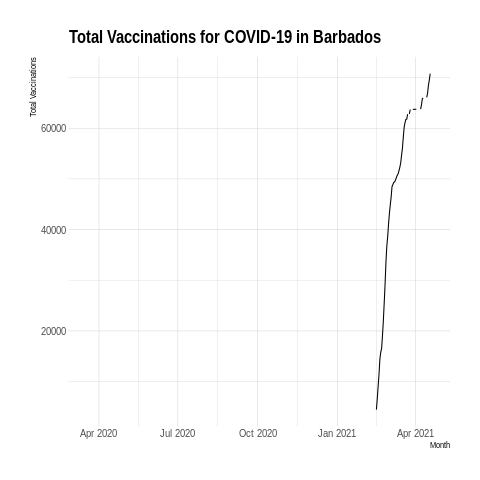 Total Vaccinations for COVID-19 in Barbados
Total Vaccinations
60000
40000
20000
Apr 2020 Jul 2020 Oct 2020 Jan 2021 Apr 2021
Month